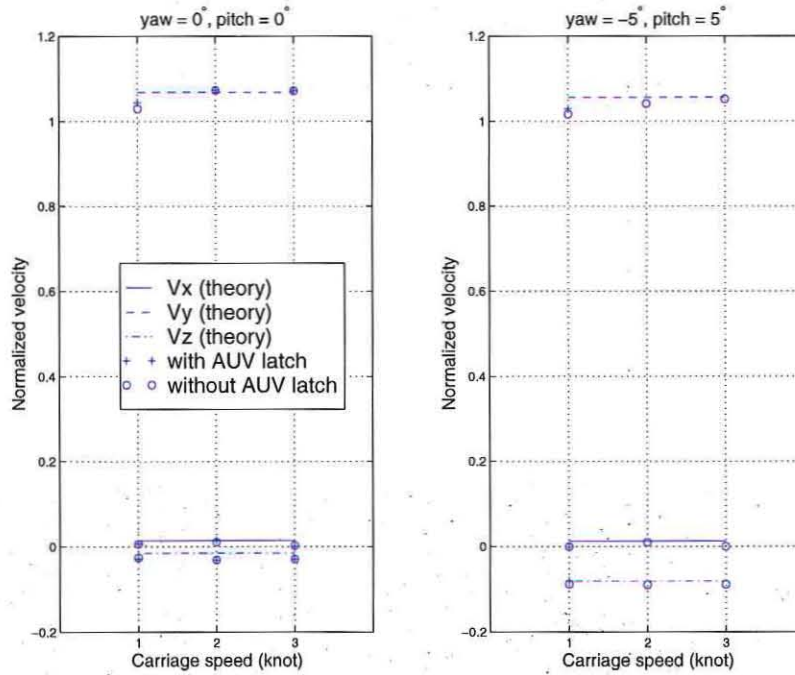 yaw = 0°, pitch = 0°
1.2
1
0.8
0.6
0.4
0.2
0
−0.2
Normalized velocity
Vx (theory)
Vy (theory)
Vz (theory)
with AUV latch
without AUV latch
1 2 3
Carriage speed (knot)
yaw = −5°, pitch = 5°
1.2
1
0.8
0.6
0.4
0.2
0
−0.2
Normalized velocity
1 2 3
Carriage speed (knot)